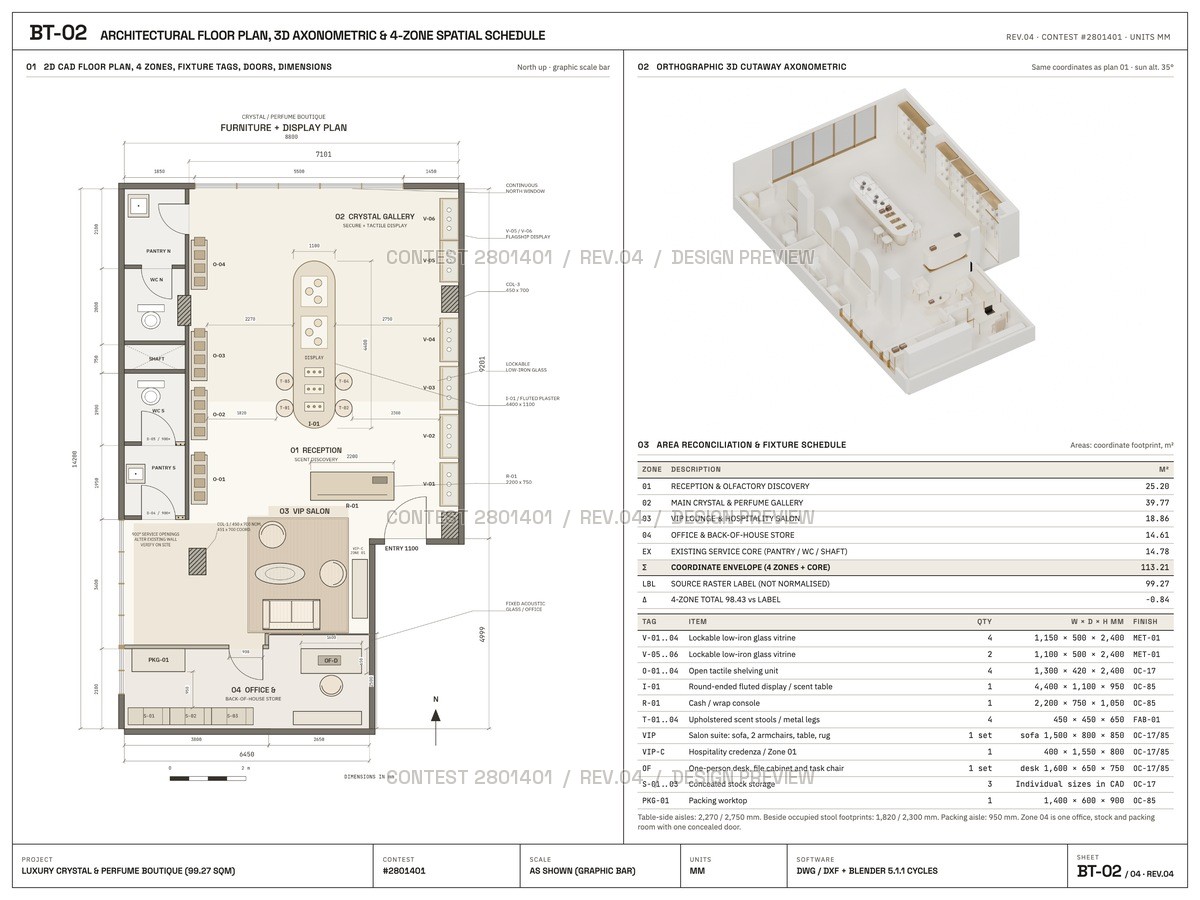 BT-02 ARCHITECTURAL FLOOR PLAN, 3D AXONOMETRIC & 4-ZONE SPATIAL SCHEDULE
REV.04 · CONTEST #2801401 · UNITS MM
01 2D CAD FLOOR PLAN, 4 ZONES, FIXTURE TAGS, DOORS, DIMENSIONS
North up · graphic scale bar
CRYSTAL / PERFUME BOUTIQUE
FURNITURE + DISPLAY PLAN
8800
7101
1850
5500
1450
CONTINUOUS
NORTH WINDOW
02 CRYSTAL GALLERY
SECURE + TACTILE DISPLAY
V-06
V-05 / V-06
FLAGSHIP DISPLAY
PANTRY N
1180
V-05
O-04
WC N
COL-3
450 x 700
2270
2750
V-04
SHAFT
O-03
DISPLAY
4400
9201
LOCKABLE
LOW-IRON GLASS
T-03
T-04
V-03
I-01 / FLUTED PLASTER
4400 x 1100
WC S
T-01
T-02
O-02
1820
2300
I-01
V-02
14200
01 RECEPTION
SCENT DISCOVERY
2200
PANTRY S
O-01
V-01
R-01
2200 x 750
R-01
03 VIP SALON
ENTRY 1100
FIXED ACOUSTIC
GLASS / OFFICE
4999
PKG-01
OF-D
04 OFFICE &
BACK-OF-HOUSE STORE
S-01
S-02
S-03
N
3800
2650
6450
0
2 m
DIMENSIONS IN MM
CONTEST 2801401 / REV.04 / DESIGN PREVIEW
CONTEST 2801401 / REV.04 / DESIGN PREVIEW
CONTEST 2801401 / REV.04 / DESIGN PREVIEW
02 ORTHOGRAPHIC 3D CUTAWAY AXONOMETRIC
Same coordinates as plan 01 · sun alt. 35°
03 AREA RECONCILIATION & FIXTURE SCHEDULE
Areas: coordinate footprint, m²
ZONE DESCRIPTION M²
01 RECEPTION & OLFACTORY DISCOVERY 25.20
02 MAIN CRYSTAL & PERFUME GALLERY 39.77
03 VIP LOUNGE & HOSPITALITY SALON 18.86
04 OFFICE & BACK-OF-HOUSE STORE 14.61
EX EXISTING SERVICE CORE (PANTRY / WC / SHAFT) 14.78
Σ COORDINATE ENVELOPE (4 ZONES + CORE) 113.21
LBL SOURCE RASTER LABEL (NOT NORMALISED) 99.27
Δ 4-ZONE TOTAL 98.43 vs LABEL -0.84
TAG ITEM QTY W × D × H MM FINISH
V-01..04 Lockable low-iron glass vitrine 4 1,150 × 500 × 2,400 MET-01
V-05..06 Lockable low-iron glass vitrine 2 1,400 × 500 × 2,400 MET-01
O-01..04 Open tactile shelving unit 4 1,300 × 420 × 2,400 OC-17
I-01 Round-ended fluted display / scent table 1 4,400 × 1,100 × 950 OC-85
R-01 Cash / wrap console 1 2,200 × 750 × 1,050 OC-85
T-01..04 Upholstered scent stools / metal legs 4 450 × 450 × 650 FAB-01
VIP Salon suite: sofa, 2 armchairs, table, rug 1 set sofa 1,500 × 800 × 850 OC-17/85
VIP-C Hospitality credenza / Zone 01 1 400 × 1,550 × 800 OC-17/85
OF One-person desk, file cabinet and task chair 1 set desk 1,600 × 650 × 750 OC-17/85
S-01..03 Concealed stock storage 3 Individual sizes in CAD OC-17
PKG-01 Packing worktop 1 1,400 × 600 × 900 OC-85
Table-side aisles: 2,270 / 2,750 mm. Beside occupied stool footprints: 1,820 / 2,300 mm. Packing aisle: 950 mm. Zone 04 is one office, stock and packing
room with one concealed door.
PROJECT
LUXURY CRYSTAL & PERFUME BOUTIQUE (99.27 SQM)
CONTEST
#2801401
SCALE
AS SHOWN (GRAPHIC BAR)
UNITS
MM
SOFTWARE
DWG / DXF + BLENDER 5.1.1 CYCLES
SHEET
BT-02 / 04 · REV.04